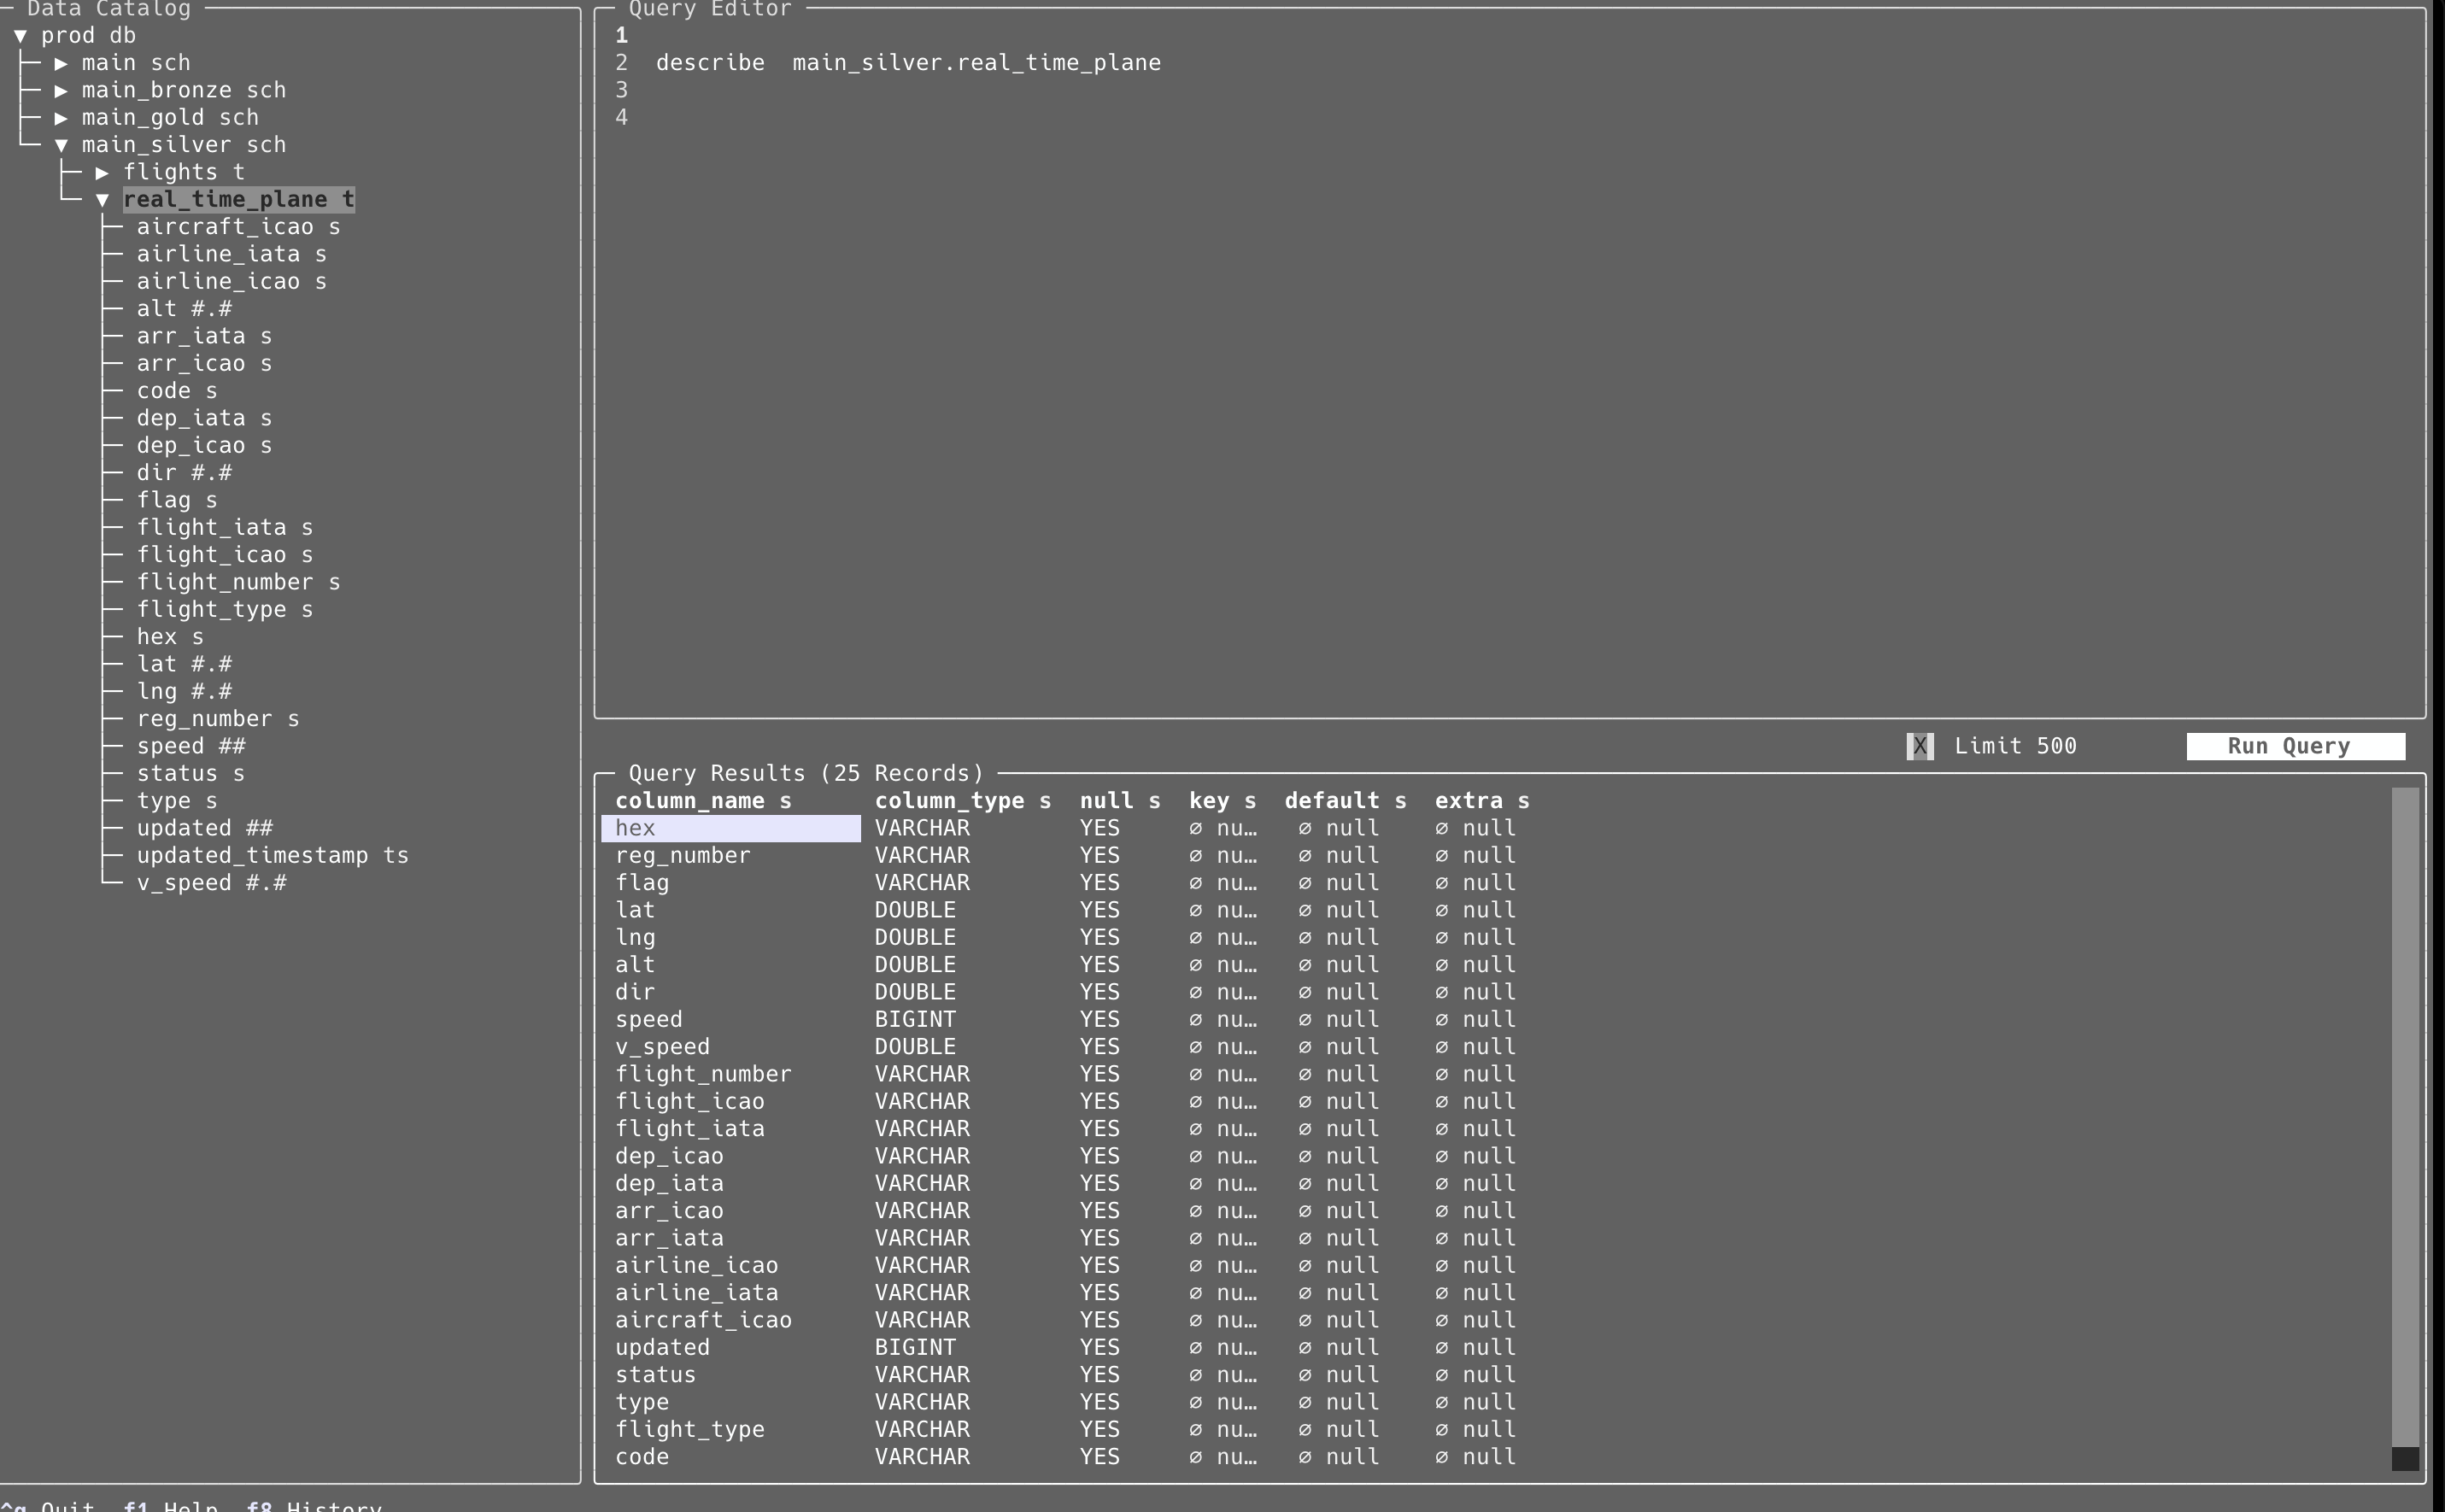 Data Catalog
▼ prod db
▶ main sch
▶ main_bronze sch
▶ main_gold sch
▼ main_silver sch
▶ flights t
▼ real_time_plane t
aircraft_icao s
airline_iata s
airline_icao s
alt #.#
arr_iata s
arr_icao s
code s
dep_iata s
dep_icao s
dir #.#
flag s
flight_iata s
flight_icao s
flight_number s
flight_type s
hex s
lat #.#
lng #.#
reg_number s
speed ##
status s
type s
updated ##
updated_timestamp ts
v_speed #.#
Query Editor
1
2 describe  main_silver.real_time_plane
3
4
X Limit 500 Run Query
Query Results (25 Records)
column_name s column_type s null s key s default s extra s
hex VARCHAR YES ∅ nu… ∅ null ∅ null
reg_number VARCHAR YES ∅ nu… ∅ null ∅ null
flag VARCHAR YES ∅ nu… ∅ null ∅ null
lat DOUBLE YES ∅ nu… ∅ null ∅ null
lng DOUBLE YES ∅ nu… ∅ null ∅ null
alt DOUBLE YES ∅ nu… ∅ null ∅ null
dir DOUBLE YES ∅ nu… ∅ null ∅ null
speed BIGINT YES ∅ nu… ∅ null ∅ null
v_speed DOUBLE YES ∅ nu… ∅ null ∅ null
flight_number VARCHAR YES ∅ nu… ∅ null ∅ null
flight_icao VARCHAR YES ∅ nu… ∅ null ∅ null
flight_iata VARCHAR YES ∅ nu… ∅ null ∅ null
dep_icao VARCHAR YES ∅ nu… ∅ null ∅ null
dep_iata VARCHAR YES ∅ nu… ∅ null ∅ null
arr_icao VARCHAR YES ∅ nu… ∅ null ∅ null
arr_iata VARCHAR YES ∅ nu… ∅ null ∅ null
airline_icao VARCHAR YES ∅ nu… ∅ null ∅ null
airline_iata VARCHAR YES ∅ nu… ∅ null ∅ null
aircraft_icao VARCHAR YES ∅ nu… ∅ null ∅ null
updated BIGINT YES ∅ nu… ∅ null ∅ null
status VARCHAR YES ∅ nu… ∅ null ∅ null
type VARCHAR YES ∅ nu… ∅ null ∅ null
flight_type VARCHAR YES ∅ nu… ∅ null ∅ null
code VARCHAR YES ∅ nu… ∅ null ∅ null
^q Quit f1 Help f8 History